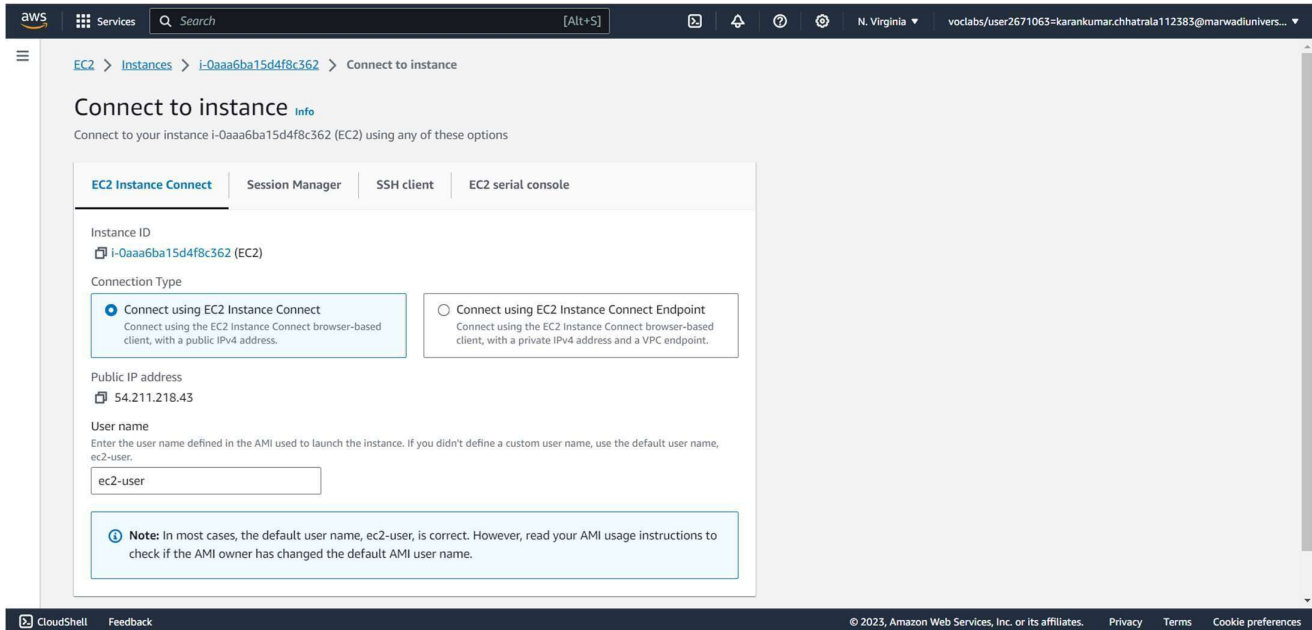 aws Services Search [Alt+S] N. Virginia ▼ voclabs/user2671063=karankumar.chhatrala112383@marwadiunivers... ▼
EC2 > Instances > i-0aaa6ba15d4f8c362 > Connect to instance
Connect to instance Info
Connect to your instance i-0aaa6ba15d4f8c362 (EC2) using any of these options
EC2 Instance Connect Session Manager SSH client EC2 serial console
Instance ID
i-0aaa6ba15d4f8c362 (EC2)
Connection Type
Connect using EC2 Instance Connect
Connect using the EC2 Instance Connect browser-based
client, with a public IPv4 address.
Connect using EC2 Instance Connect Endpoint
Connect using the EC2 Instance Connect browser-based
client, with a private IPv4 address and a VPC endpoint.
Public IP address
54.211.218.43
User name
Enter the user name defined in the AMI used to launch the instance. If you didn't define a custom user name, use the default user name,
ec2-user.
ec2-user
Note: In most cases, the default user name, ec2-user, is correct. However, read your AMI usage instructions to
check if the AMI owner has changed the default AMI user name.
CloudShell Feedback © 2023, Amazon Web Services, Inc. or its affiliates. Privacy Terms Cookie preferences